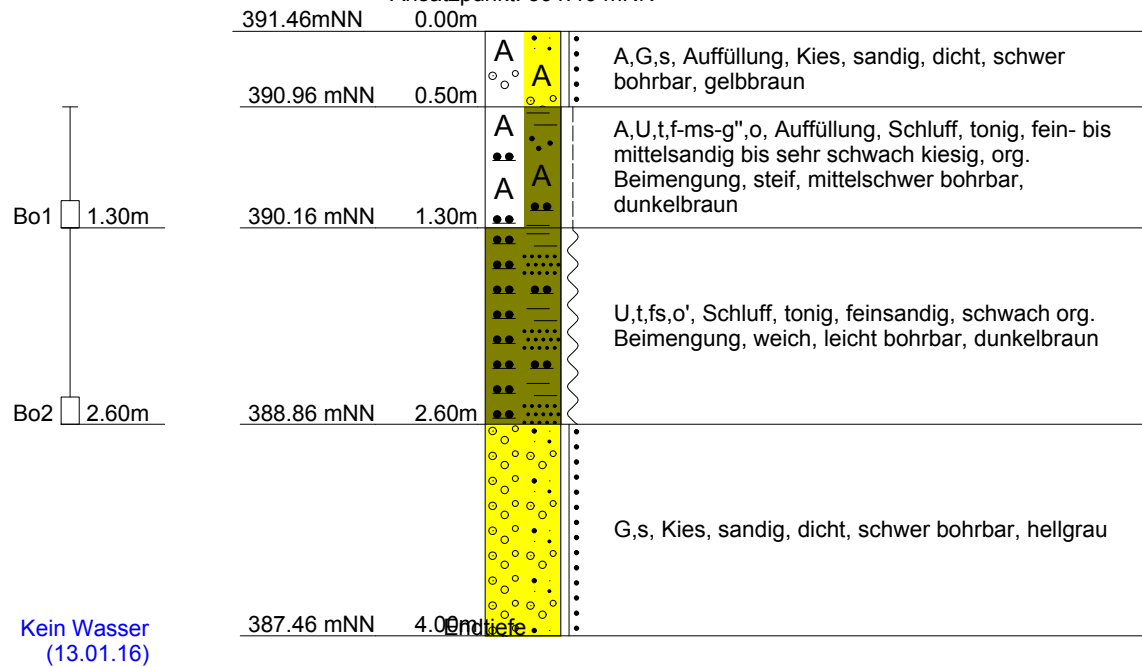 391.46mNN 0.00m
A
A
A,G,s, Auffüllung, Kies, sandig, dicht, schwer
bohrbar, gelbbraun
390.96 mNN 0.50m
A
A
A
A,U,t,f-ms-g",o, Auffüllung, Schluff, tonig, fein- bis
mittelsandig bis sehr schwach kiesig, org.
Beimengung, steif, mittelschwer bohrbar,
dunkelbraun
Bo1 1.30m
390.16 mNN 1.30m
U,t,fs,o', Schluff, tonig, feinsandig, schwach org.
Beimengung, weich, leicht bohrbar, dunkelbraun
Bo2 2.60m
388.86 mNN 2.60m
G,s, Kies, sandig, dicht, schwer bohrbar, hellgrau
387.46 mNN 4.00m
Endtiefe
Kein Wasser
(13.01.16)